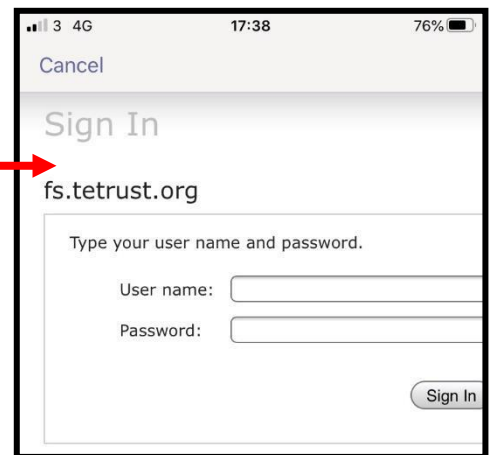 3 4G 17:38 76%
Cancel
Sign In
fs.tetrust.org
Type your user name and password.
User name:
Password:
Sign In